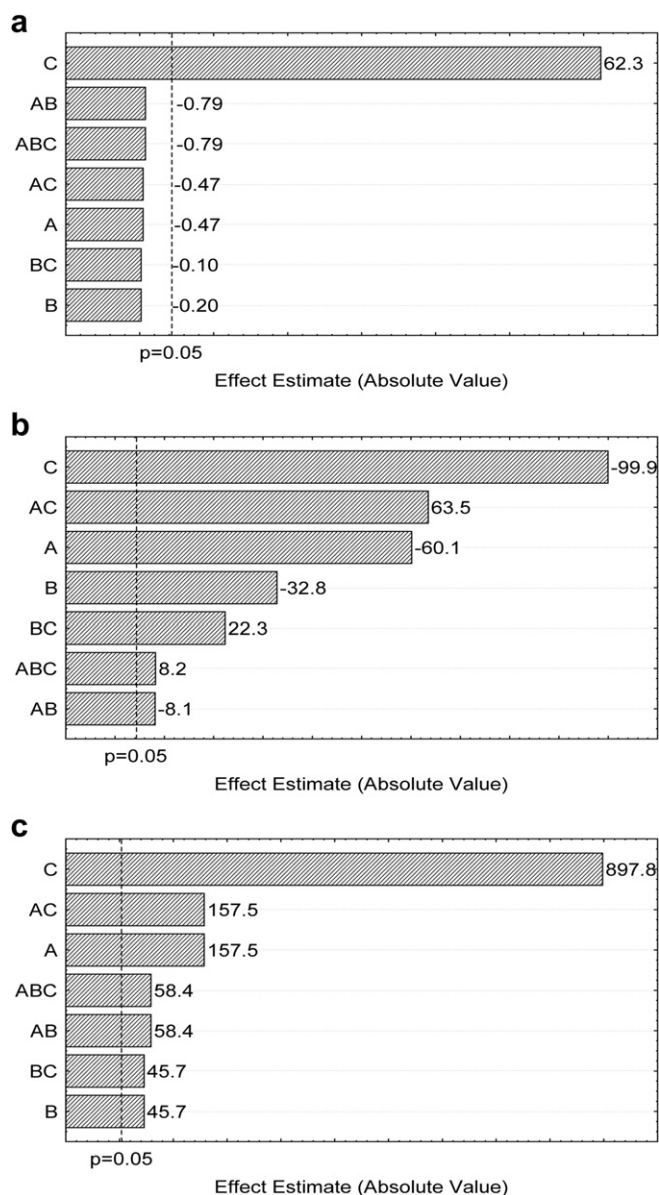 a
C 62.3
AB -0.79
ABC -0.79
AC -0.47
A -0.47
BC -0.10
B -0.20
p=0.05
Effect Estimate (Absolute Value)
b
C -99.9
AC 63.5
A -60.1
B -32.8
BC 22.3
ABC 8.2
AB -8.1
p=0.05
Effect Estimate (Absolute Value)
c
C 897.8
AC 157.5
A 157.5
ABC 58.4
AB 58.4
BC 45.7
B 45.7
p=0.05
Effect Estimate (Absolute Value)